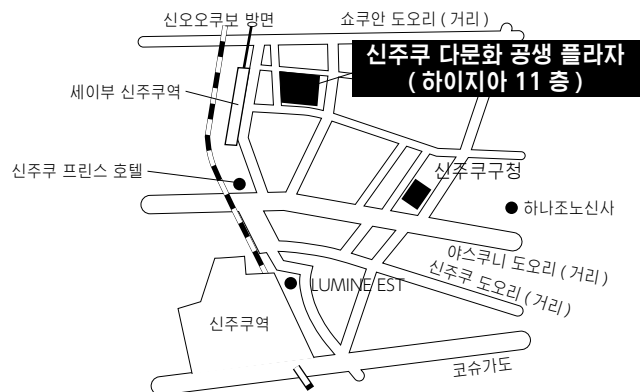 신오오쿠보 방면
쇼쿠안 도오리 ( 거리 )
신주쿠 다문화 공생 플라자
( 하이지아 11 층 )
세이부 신주쿠역
신주쿠 프린스 호텔
신주쿠구청
하나조노신사
야스쿠니 도오리 ( 거리 )
신주쿠 도오리 ( 거리 )
LUMINE EST
신주쿠역
코슈가도